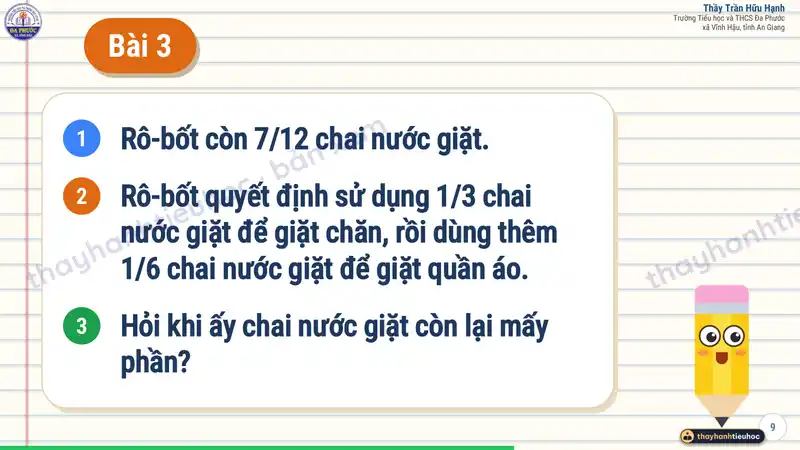 Thầy Trần Hữu Hạnh
Trường Tiểu học và THCS Đa Phước
xã Vĩnh Hậu, tỉnh An Giang
ĐA PHƯỚC
Bài 3
1 Rô-bốt còn 7/12 chai nước giặt.
2 Rô-bốt quyết định sử dụng 1/3 chai
nước giặt để giặt chăn, rồi dùng thêm
1/6 chai nước giặt để giặt quần áo.
3 Hỏi khi ấy chai nước giặt còn lại mấy
phần?
9
thayhanhtieuhoc